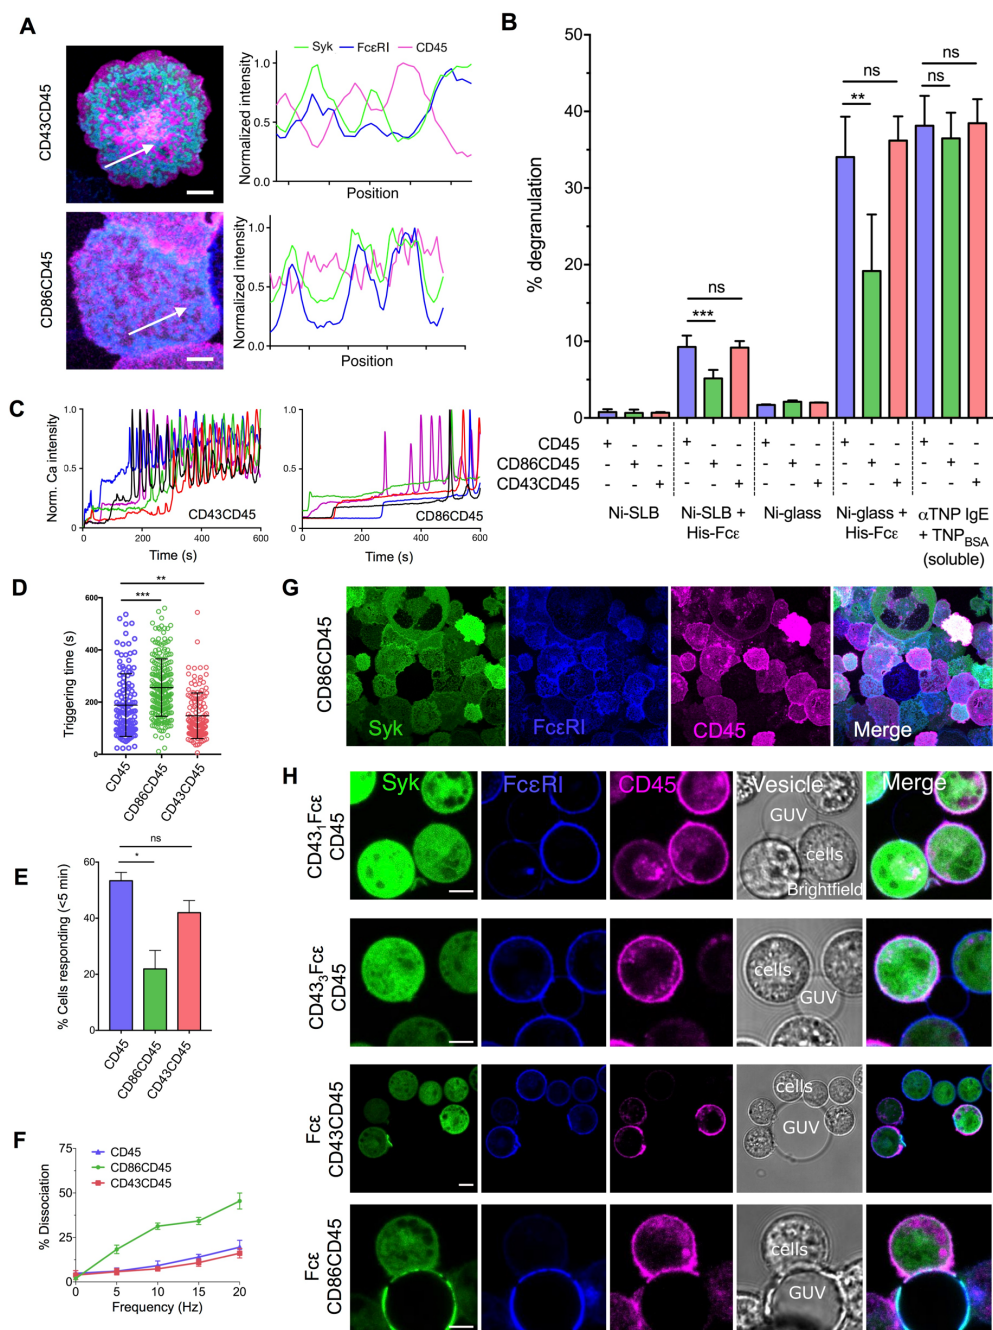 A
CD43CD45
CD86CD45
Syk FcεRI CD45
Normalized intensity
1.0
0.5
0.0
Position
Normalized intensity
1.0
0.5
0.0
Position
B
% degranulation
50
40
30
20
10
0
ns
***
ns
**
ns
ns
CD45 + - - + - - + - - + - - + - -
CD86CD45 - + - - + - - + - - + - - + -
CD43CD45 - - + - - + - - + - - + - - +
Ni-SLB
Ni-SLB + His-Fcε
Ni-glass
Ni-glass + His-Fcε
αTNP IgE + TNPBSA (soluble)
C
Norm. Ca intensity
1.0
0.5
0
0 200 400 600
CD43CD45
Time (s)
1.0
0.5
0
0 200 400 600
CD86CD45
Time (s)
D
Triggering time (s)
600
400
200
0
**
***
CD45
CD86CD45
CD43CD45
E
% Cells responding (<5 min)
60
40
20
0
ns
*
CD45
CD86CD45
CD43CD45
F
% Dissociation
75
50
25
0
CD45
CD86CD45
CD43CD45
0 5 10 15 20
Frequency (Hz)
G
CD86CD45
Syk
FcεRI
CD45
Merge
H
Syk FcεRI CD45 Vesicle Merge
CD43₁Fcε
CD45
GUV
cells
Brightfield
CD43₃Fcε
CD45
cells
GUV
Fcε
CD43CD45
cells
GUV
Fcε
CD86CD45
cells
GUV